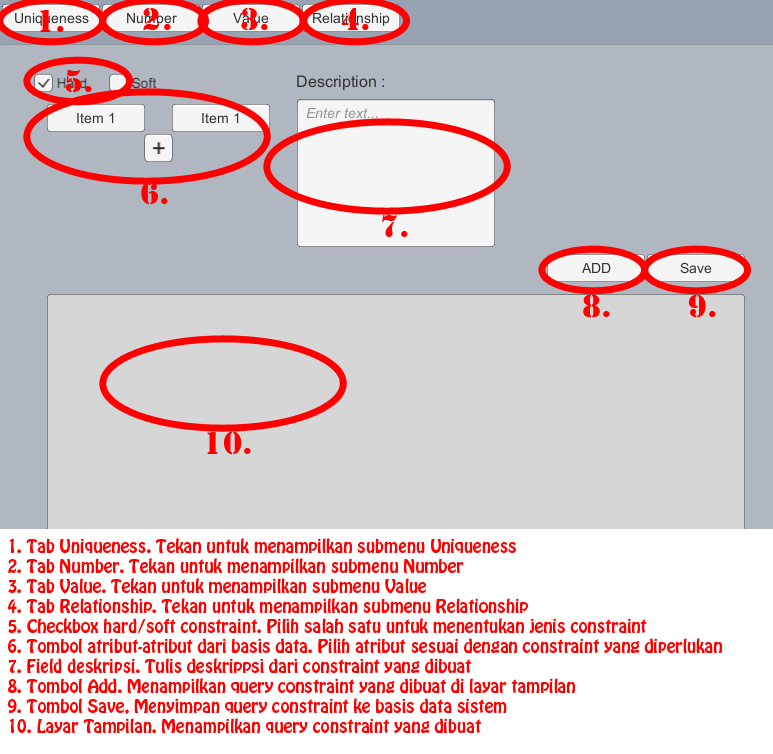 Uniqueness Number Value Relationship
1. 2. 3. 4.
Hard Soft
5.
Description :
Item 1 Item 1
Enter text...
+
6.
7.
ADD Save
8. 9.
10.
1. Tab Uniqueness. Tekan untuk menampilkan submenu Uniqueness
2. Tab Number. Tekan untuk menampilkan submenu Number
3. Tab Value. Tekan untuk menampilkan submenu Value
4. Tab Relationship. Tekan untuk menampilkan submenu Relationship
5. Checkbox hard/soft constraint. Pilih salah satu untuk menentukan jenis constraint
6. Tombol atribut-atribut dari basis data. Pilih atribut sesuai dengan constraint yang diperlukan
7. Field deskripsi. Tulis deskrippsi dari constraint yang dibuat
8. Tombol Add. Menampilkan query constraint yang dibuat di layar tampilan
9. Tombol Save. Menyimpan query constraint ke basis data sistem
10. Layar Tampilan. Menampilkan query constraint yang dibuat